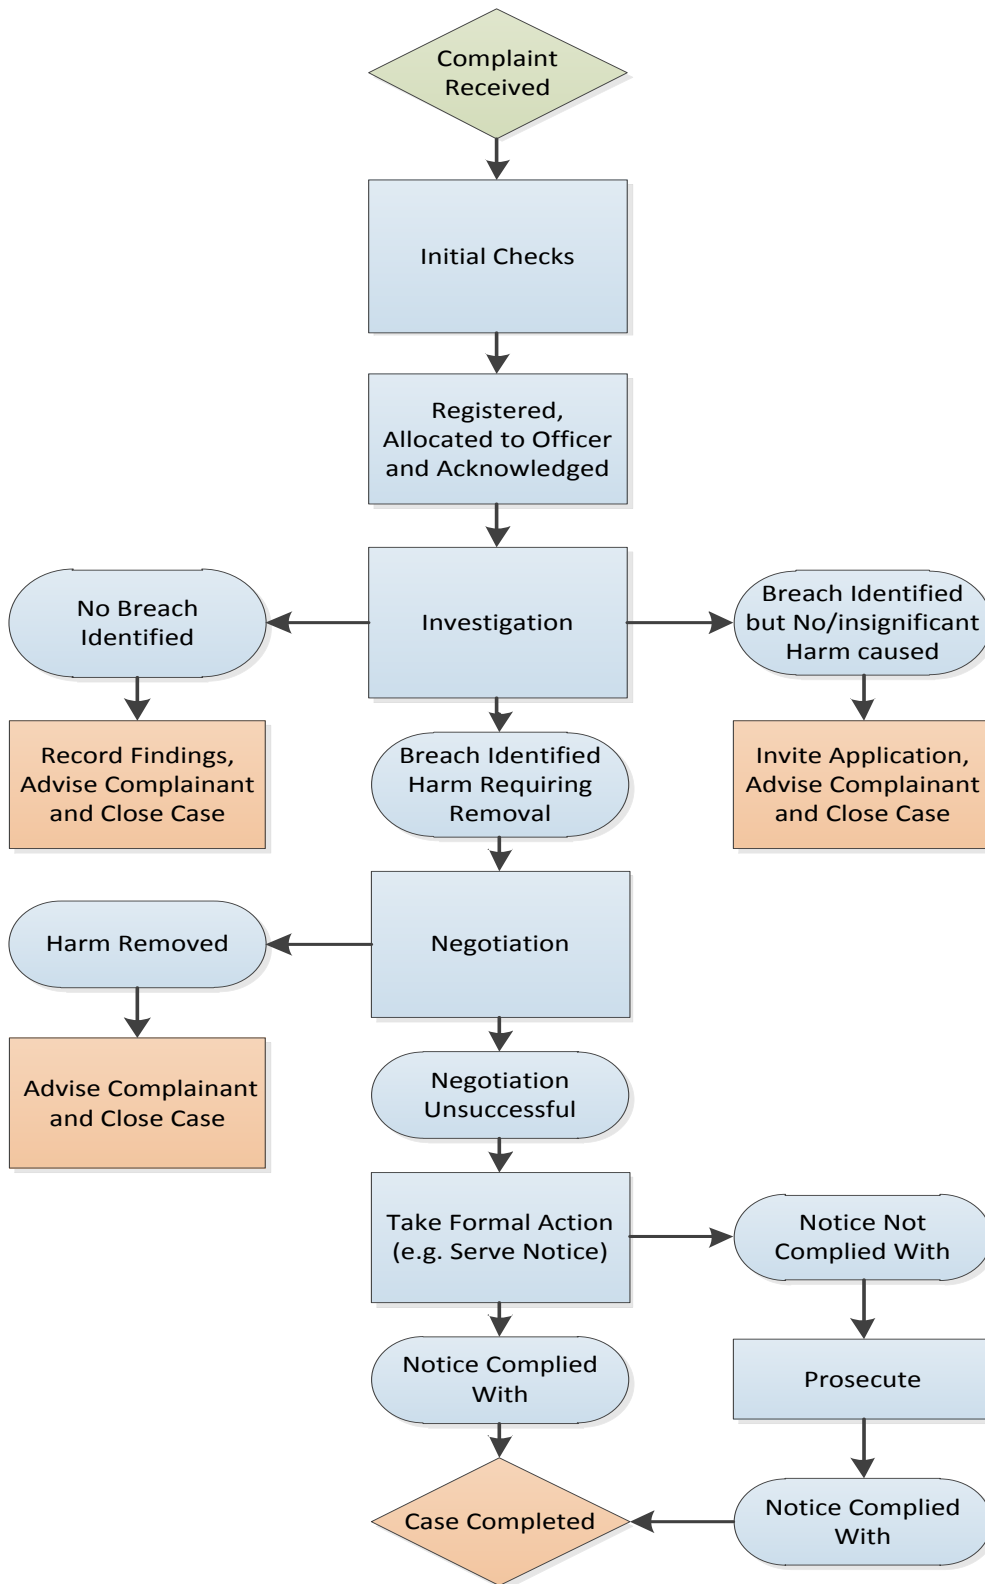 Complaint
Received
Initial Checks
Registered,
Allocated to Officer
and Acknowledged
No Breach
Identified
Investigation
Breach Identified
but No/insignificant
Harm caused
Record Findings,
Advise Complainant
and Close Case
Breach Identified
Harm Requiring
Removal
Invite Application,
Advise Complainant
and Close Case
Harm Removed
Negotiation
Advise Complainant
and Close Case
Negotiation
Unsuccessful
Take Formal Action
(e.g. Serve Notice)
Notice Not
Complied With
Notice Complied
With
Prosecute
Case Completed
Notice Complied
With